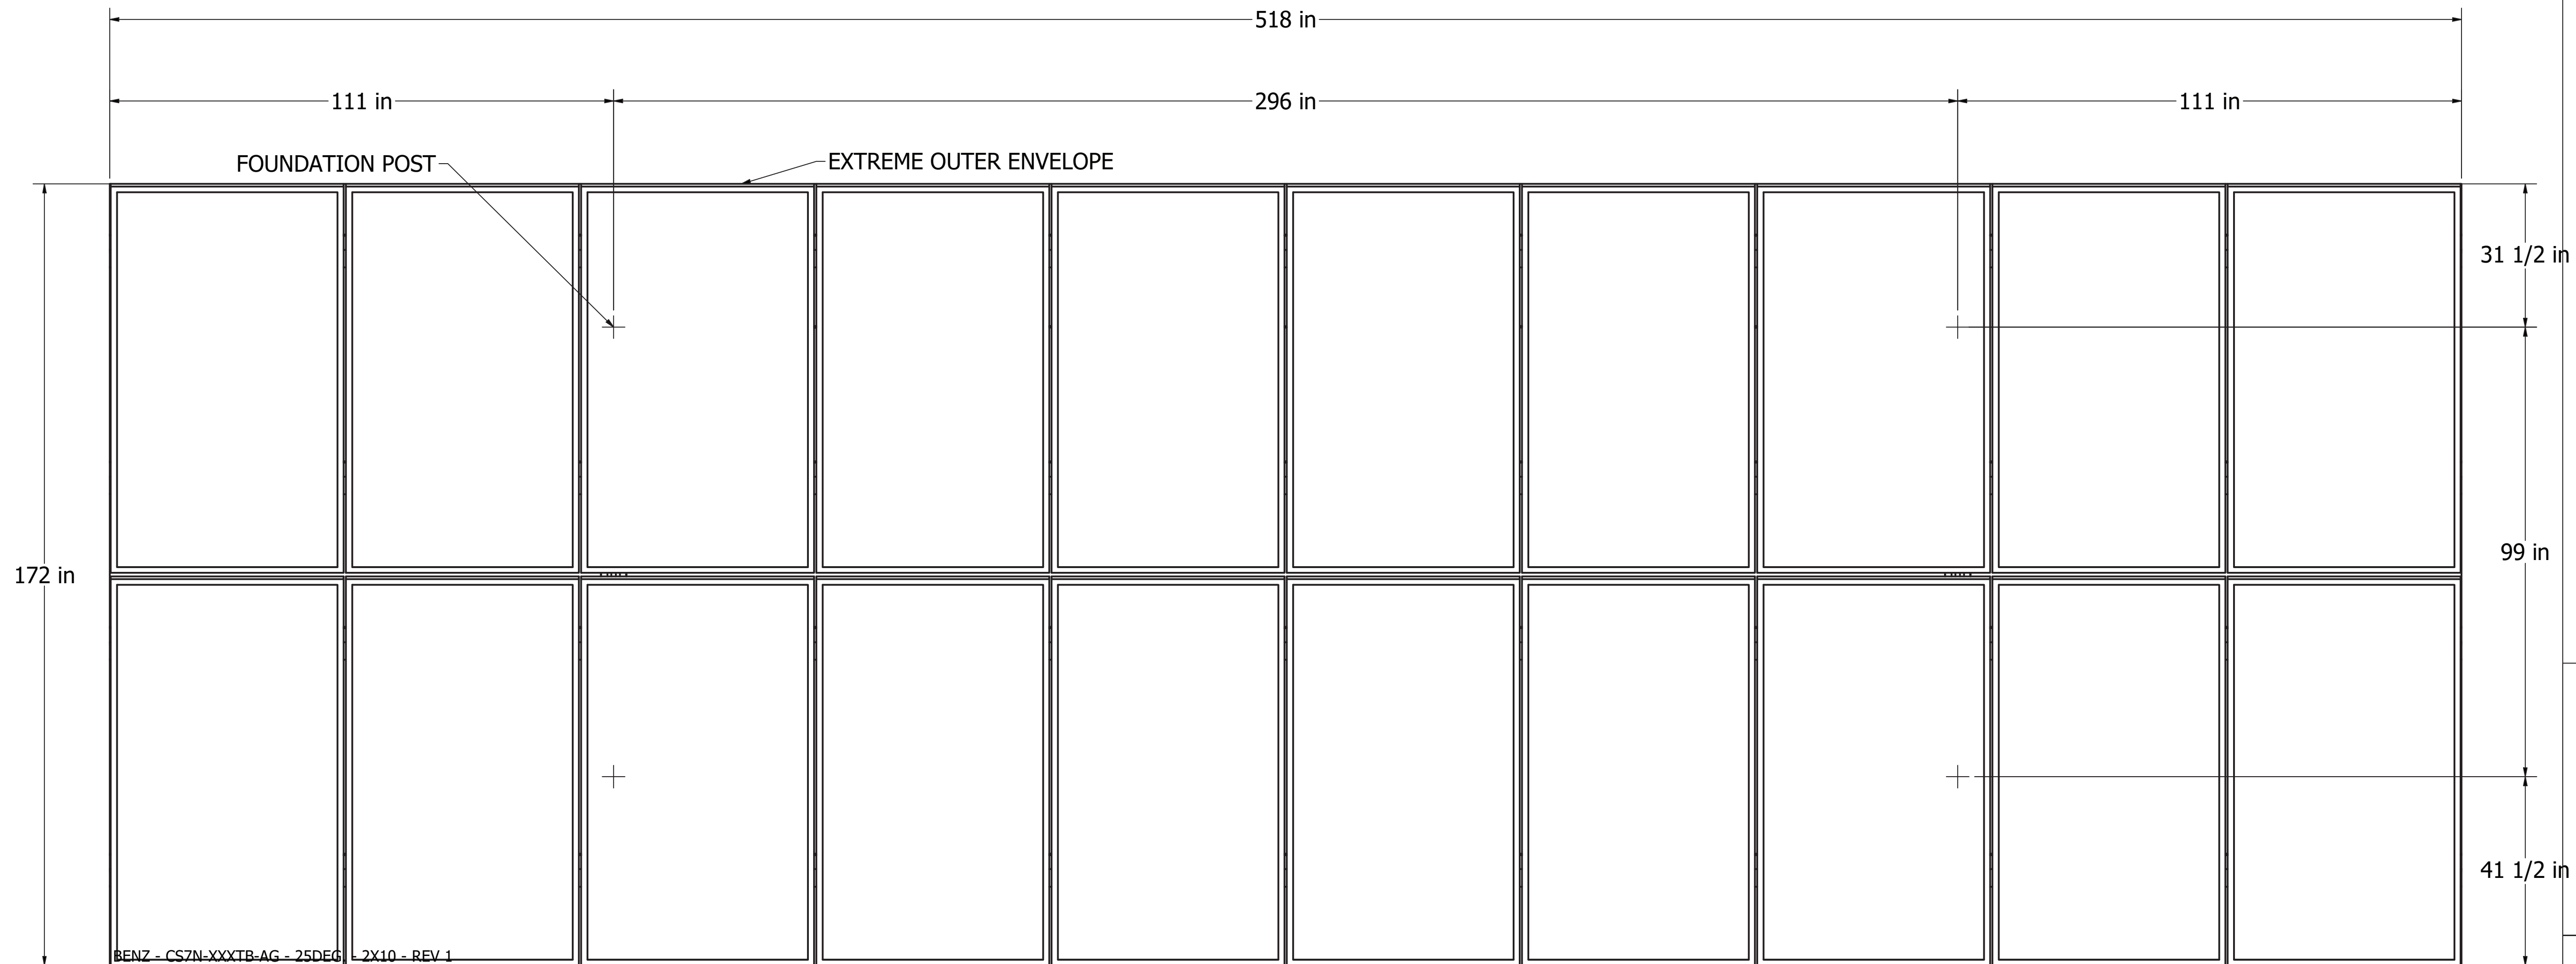 518 in
111 in
296 in
111 in
FOUNDATION POST
EXTREME OUTER ENVELOPE
31 1/2 in
172 in
99 in
41 1/2 in
BENZ - CS7N-XXXTB-AG - 25DEG. - 2X10 - REV 1